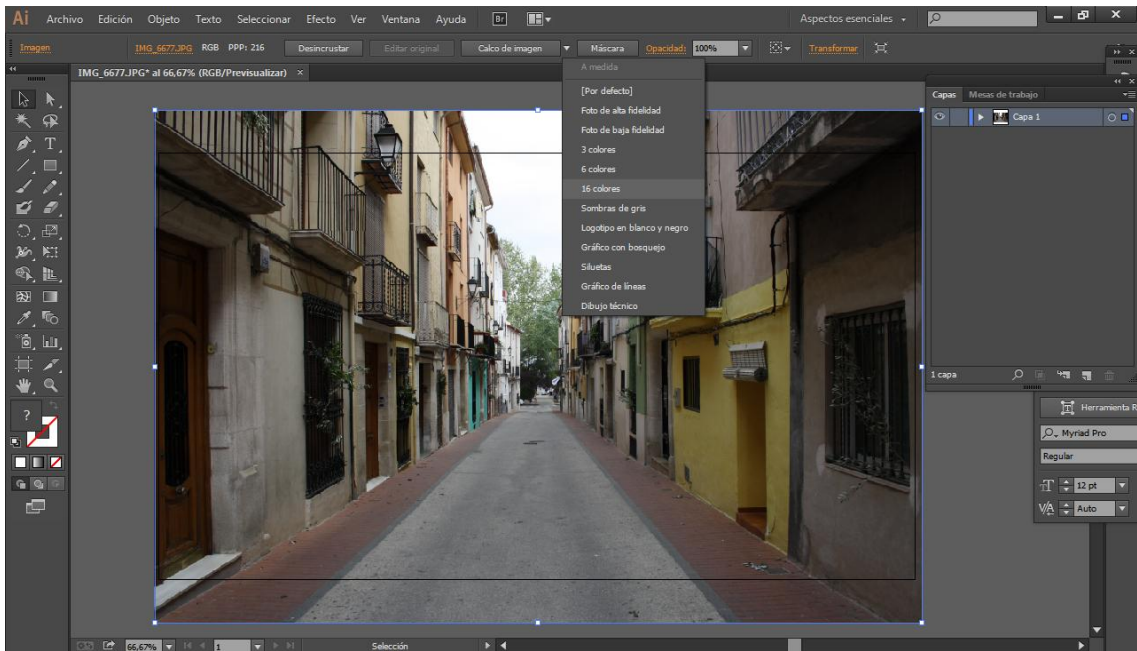 Ai Archivo Edición Objeto Texto Seleccionar Efecto Ver Ventana Ayuda Br Aspectos esenciales
Imagen IMG_6677.JPG RGB PPP: 216 Desincrustar Editar original Calco de imagen Máscara Opacidad: 100% Transformar
IMG_6677.JPG* al 66,67% (RGB/Previsualizar) ×
A medida
[Por defecto]
Foto de alta fidelidad
Foto de baja fidelidad
3 colores
6 colores
16 colores
Sombras de gris
Logotipo en blanco y negro
Gráfico con bosquejo
Siluetas
Gráfico de líneas
Dibujo técnico
Capas Mesas de trabajo
Capa 1
1 capa
Herramienta R
Myriad Pro
Regular
12 pt
Auto
66,67% 1 Selección